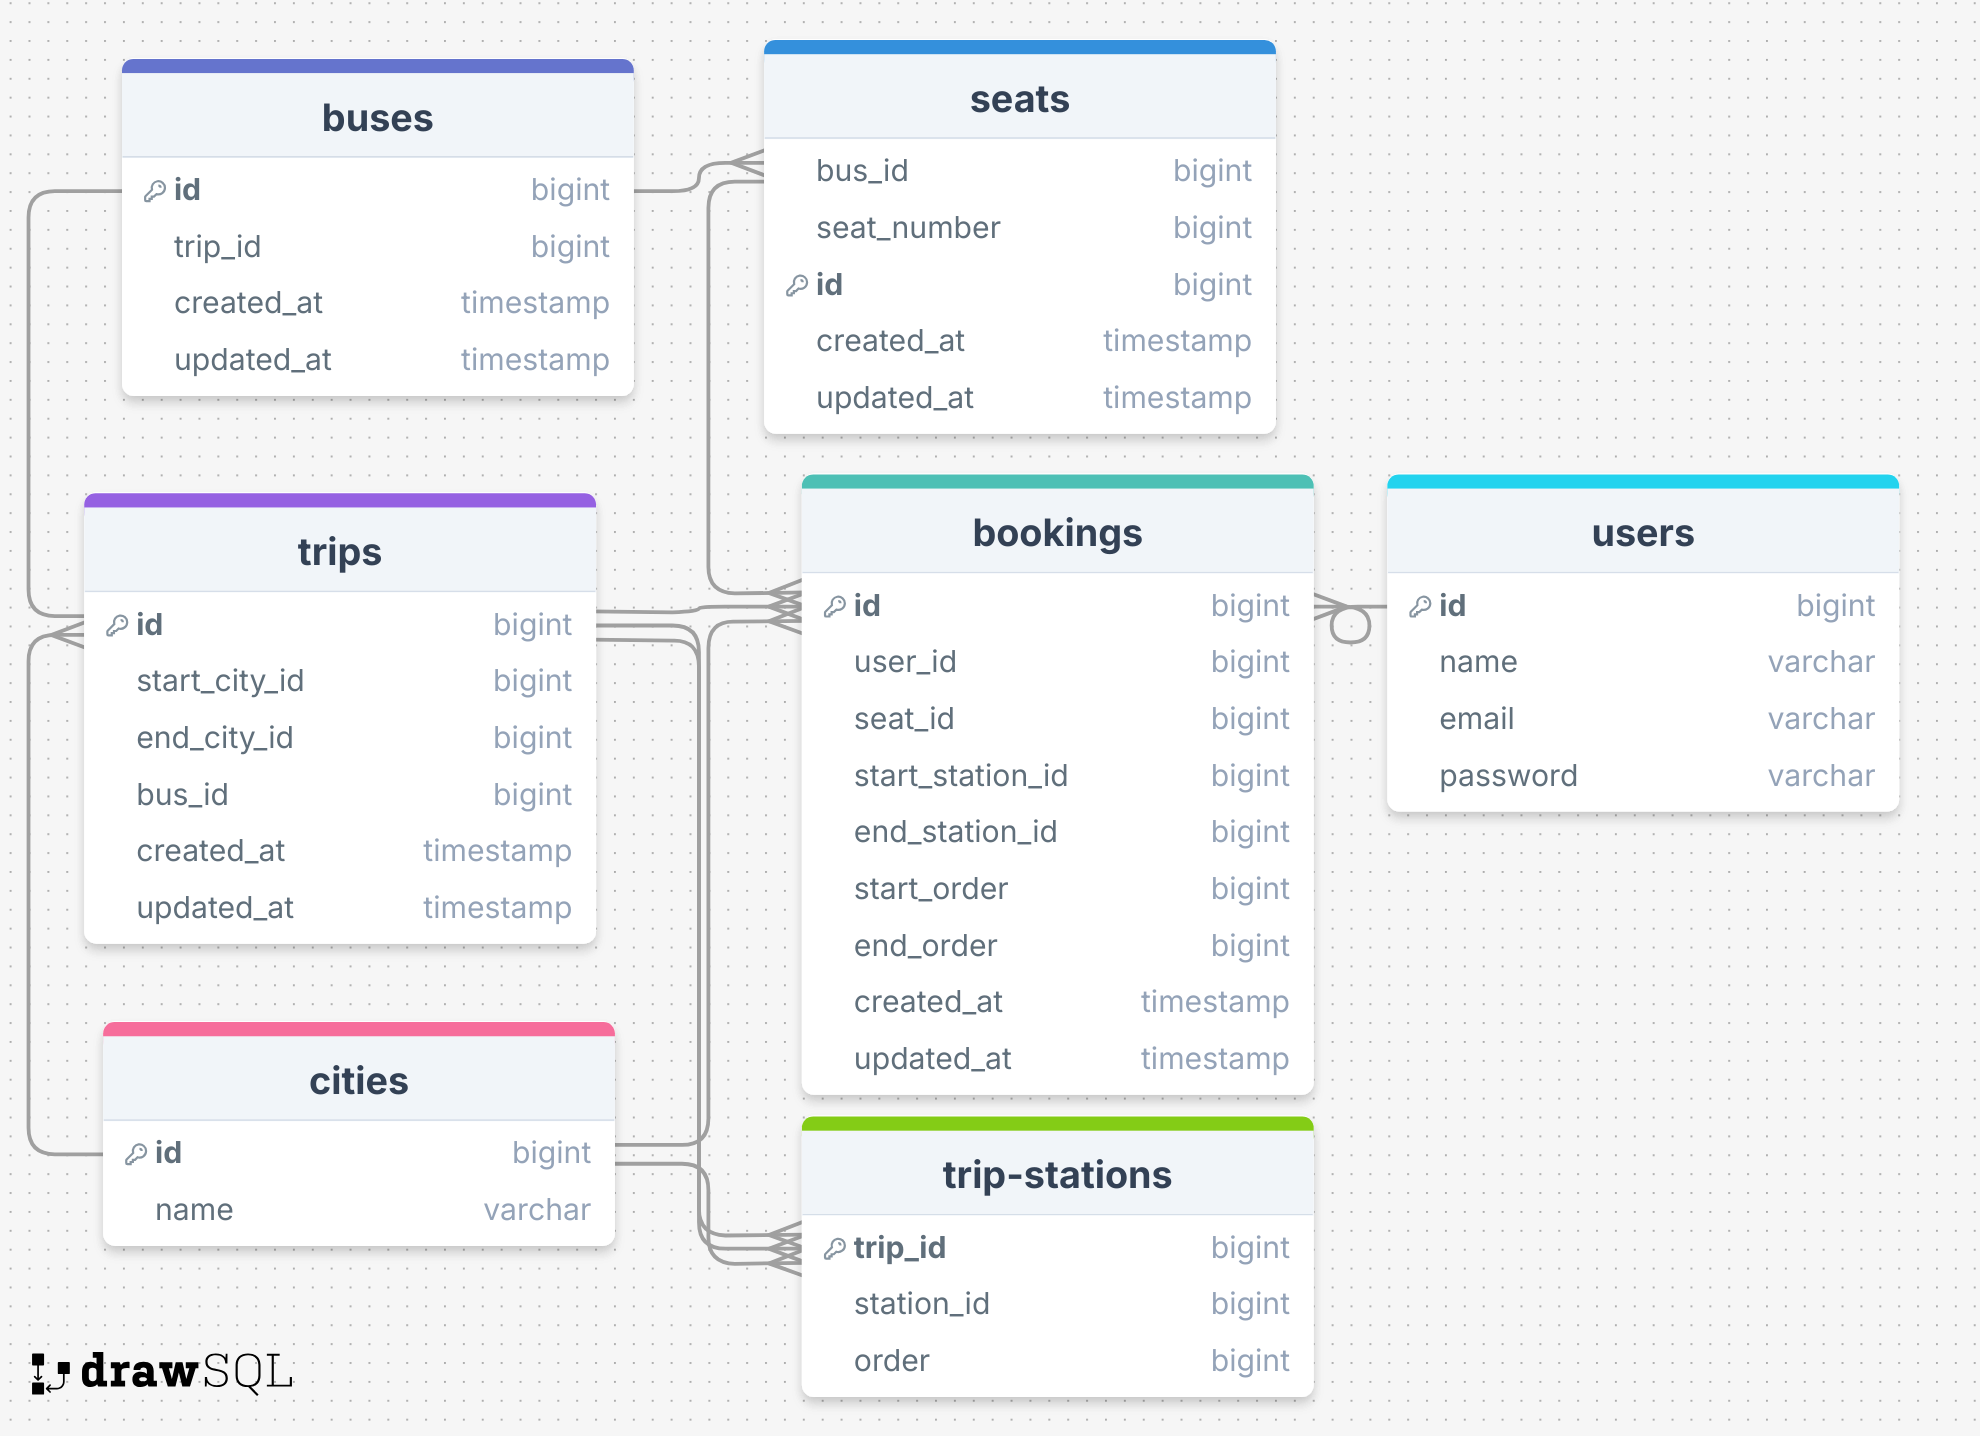 buses
id bigint
trip_id bigint
created_at timestamp
updated_at timestamp
seats
bus_id bigint
seat_number bigint
id bigint
created_at timestamp
updated_at timestamp
trips
id bigint
start_city_id bigint
end_city_id bigint
bus_id bigint
created_at timestamp
updated_at timestamp
bookings
id bigint
user_id bigint
seat_id bigint
start_station_id bigint
end_station_id bigint
start_order bigint
end_order bigint
created_at timestamp
updated_at timestamp
users
id bigint
name varchar
email varchar
password varchar
cities
id bigint
name varchar
trip-stations
trip_id bigint
station_id bigint
order bigint
drawSQL